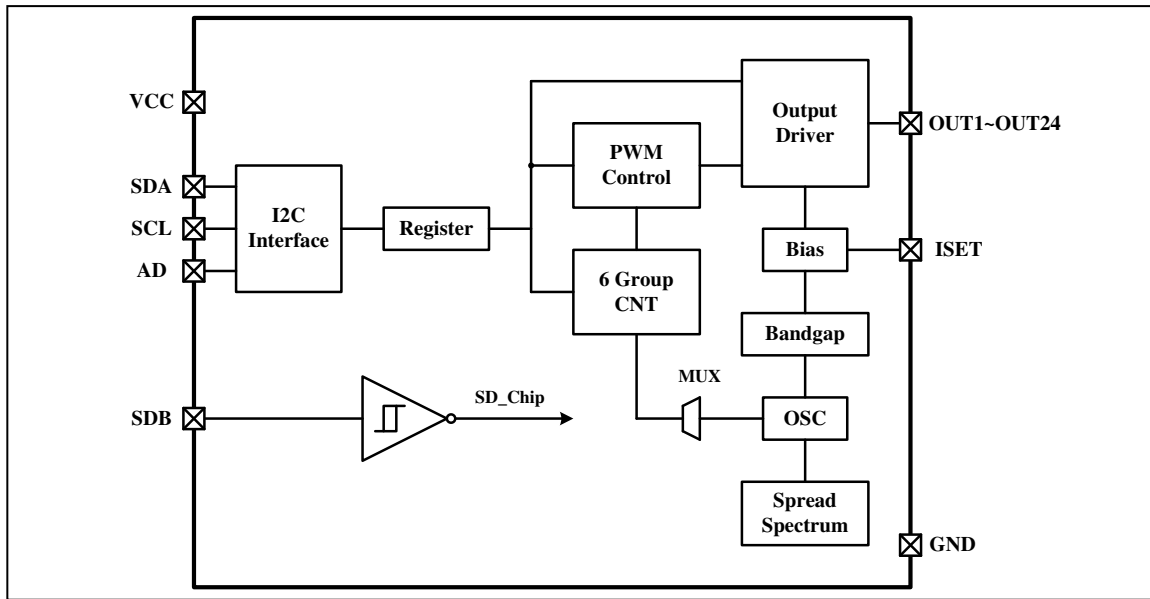 VCC
SDA
SCL
AD
SDB
I2C
Interface
Register
SD_Chip
PWM
Control
6 Group
CNT
MUX
Output
Driver
Bias
Bandgap
OSC
Spread
Spectrum
OUT1~OUT24
ISET
GND